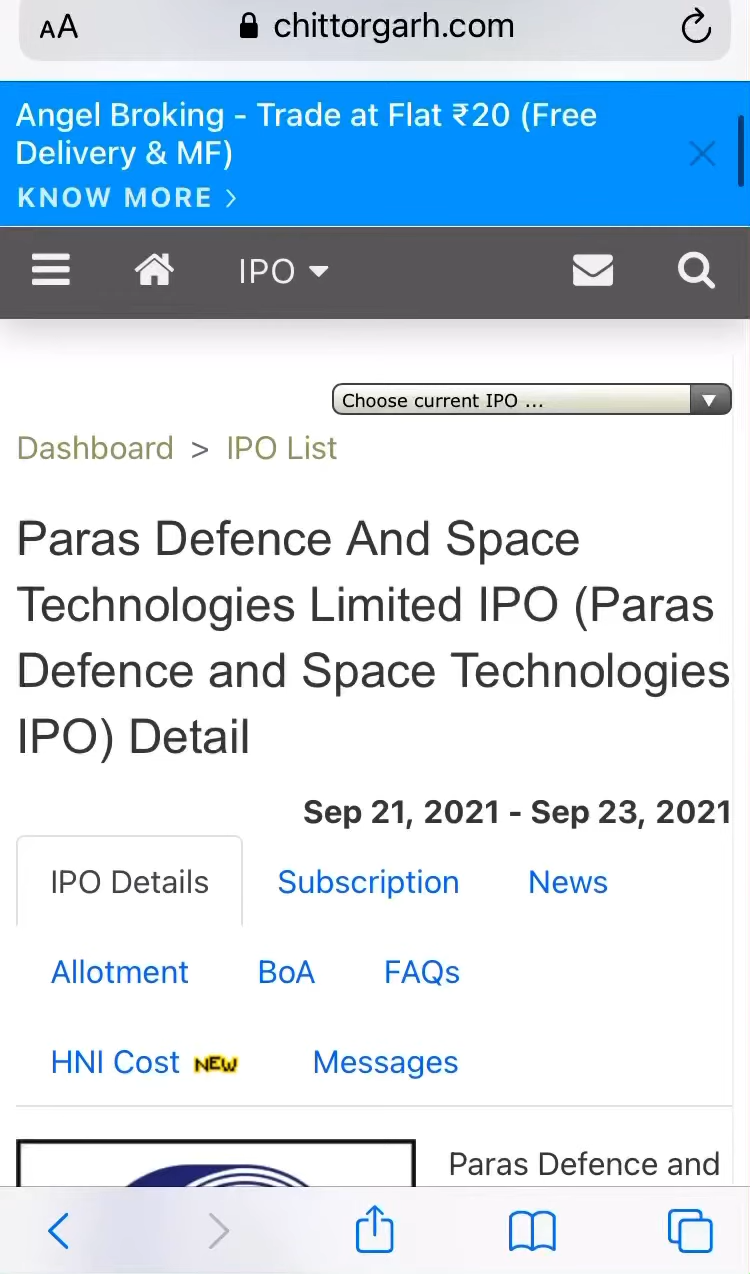 AA chittorgarh.com
Angel Broking - Trade at Flat ₹20 (Free
Delivery & MF)
KNOW MORE >
IPO
Choose current IPO ...
Dashboard > IPO List
Paras Defence And Space
Technologies Limited IPO (Paras
Defence and Space Technologies
IPO) Detail
Sep 21, 2021 - Sep 23, 2021
IPO Details Subscription News
Allotment BoA FAQs
HNI Cost NEW Messages
Paras Defence and